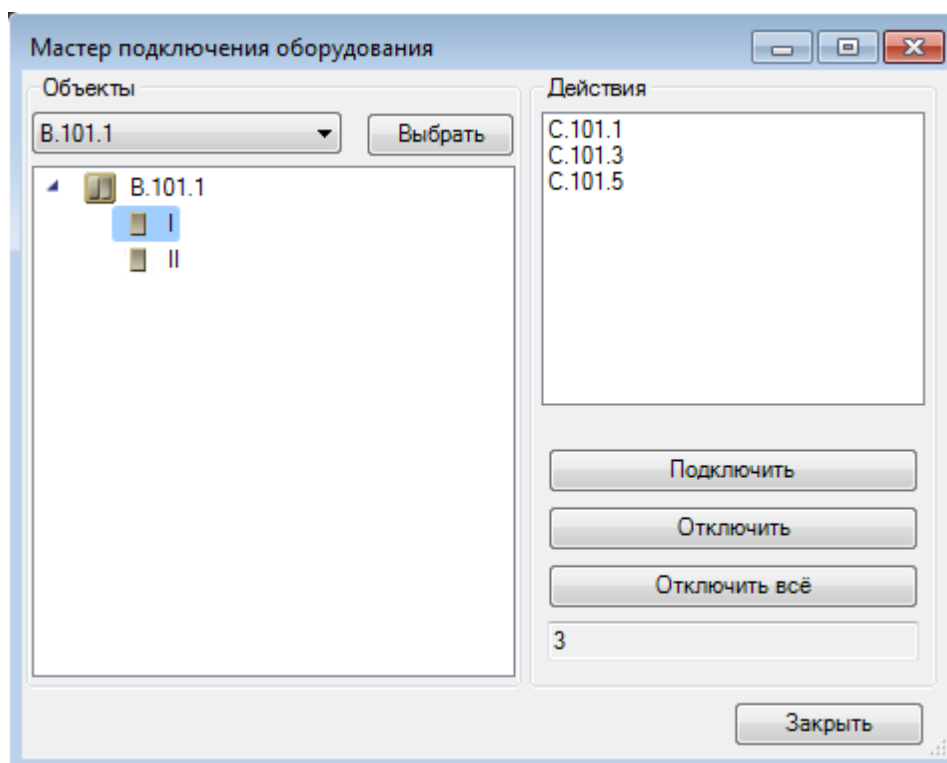 Мастер подключения оборудования
Объекты
В.101.1
Выбрать
В.101.1
I
II
Действия
С.101.1
С.101.3
С.101.5
Подключить
Отключить
Отключить всё
3
Закрыть